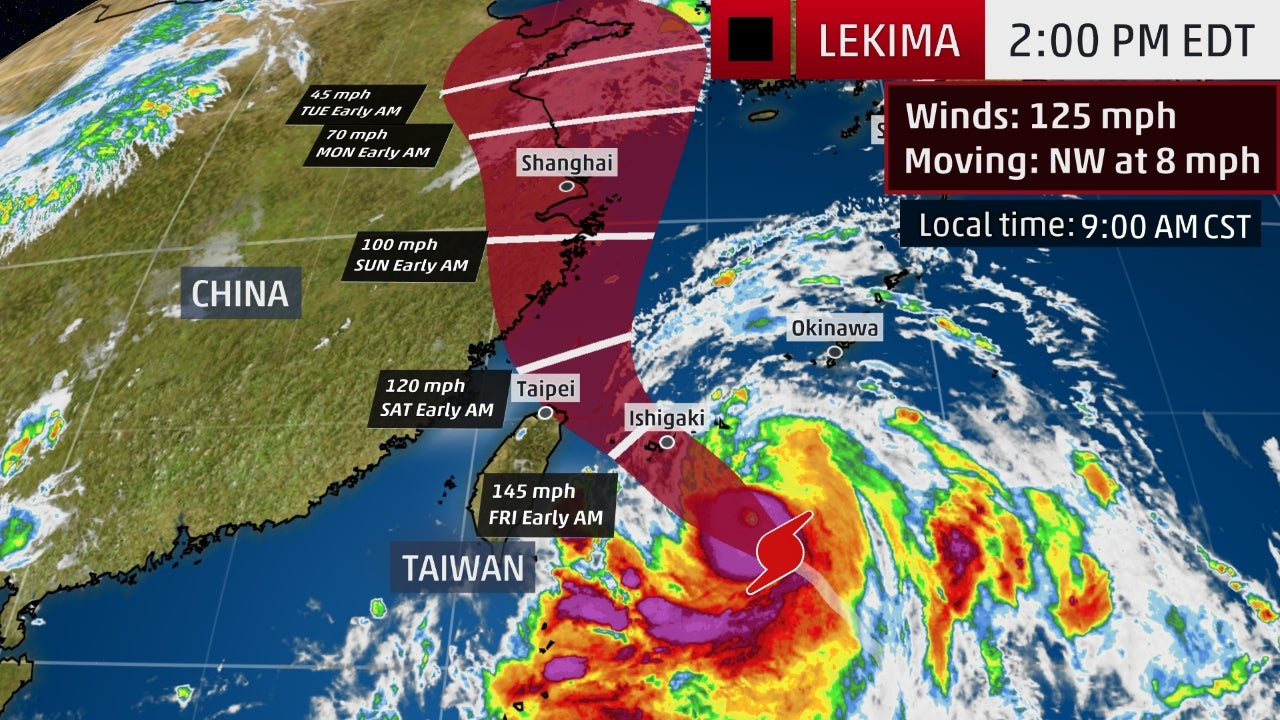 LEKIMA
2:00 PM EDT
Winds: 125 mph
Moving: NW at 8 mph
Local time: 9:00 AM CST
45 mph
TUE Early AM
70 mph
MON Early AM
Shanghai
100 mph
SUN Early AM
CHINA
Okinawa
120 mph
SAT Early AM
Taipei
Ishigaki
145 mph
FRI Early AM
TAIWAN